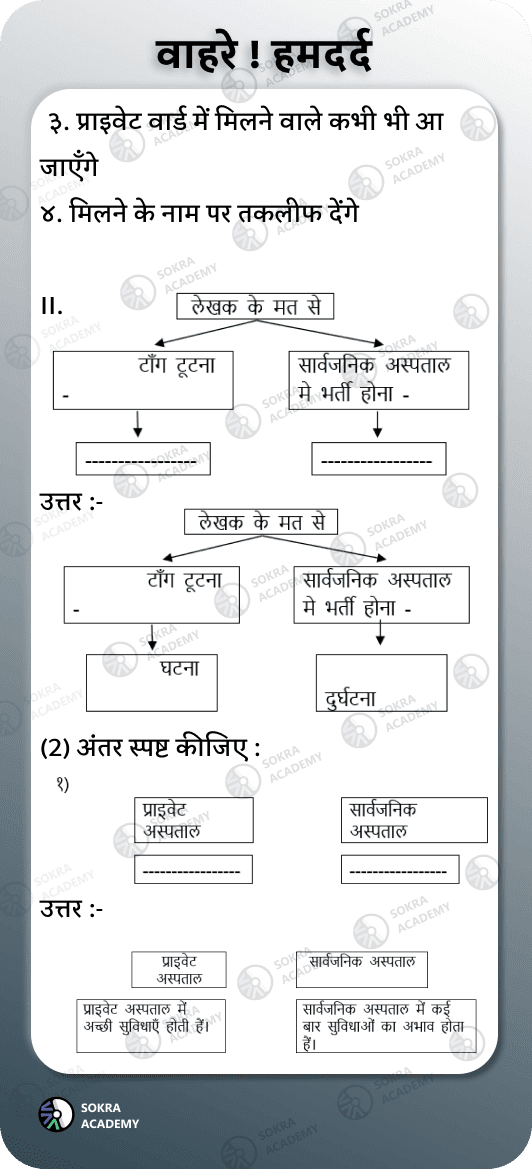 वाहरे ! हमदर्द
३. प्राइवेट वार्ड में मिलने वाले कभी भी आ
जाएँगे
४. मिलने के नाम पर तकलीफ देंगे
II.
लेखक के मत से
टाँग टूटना
-
सार्वजनिक अस्पताल
मे भर्ती होना -
-----------------
-----------------
उत्तर :-
लेखक के मत से
टाँग टूटना
-
सार्वजनिक अस्पताल
मे भर्ती होना -
घटना
दुर्घटना
(2) अंतर स्पष्ट कीजिए :
१)
प्राइवेट
अस्पताल
सार्वजनिक
अस्पताल
-----------------
-----------------
उत्तर :-
प्राइवेट
अस्पताल
सार्वजनिक अस्पताल
प्राइवेट अस्पताल में
अच्छी सुविधाएँ होती हैं।
सार्वजनिक अस्पताल में कई
बार सुविधाओं का अभाव होता
हैं।
SOKRA
ACADEMY